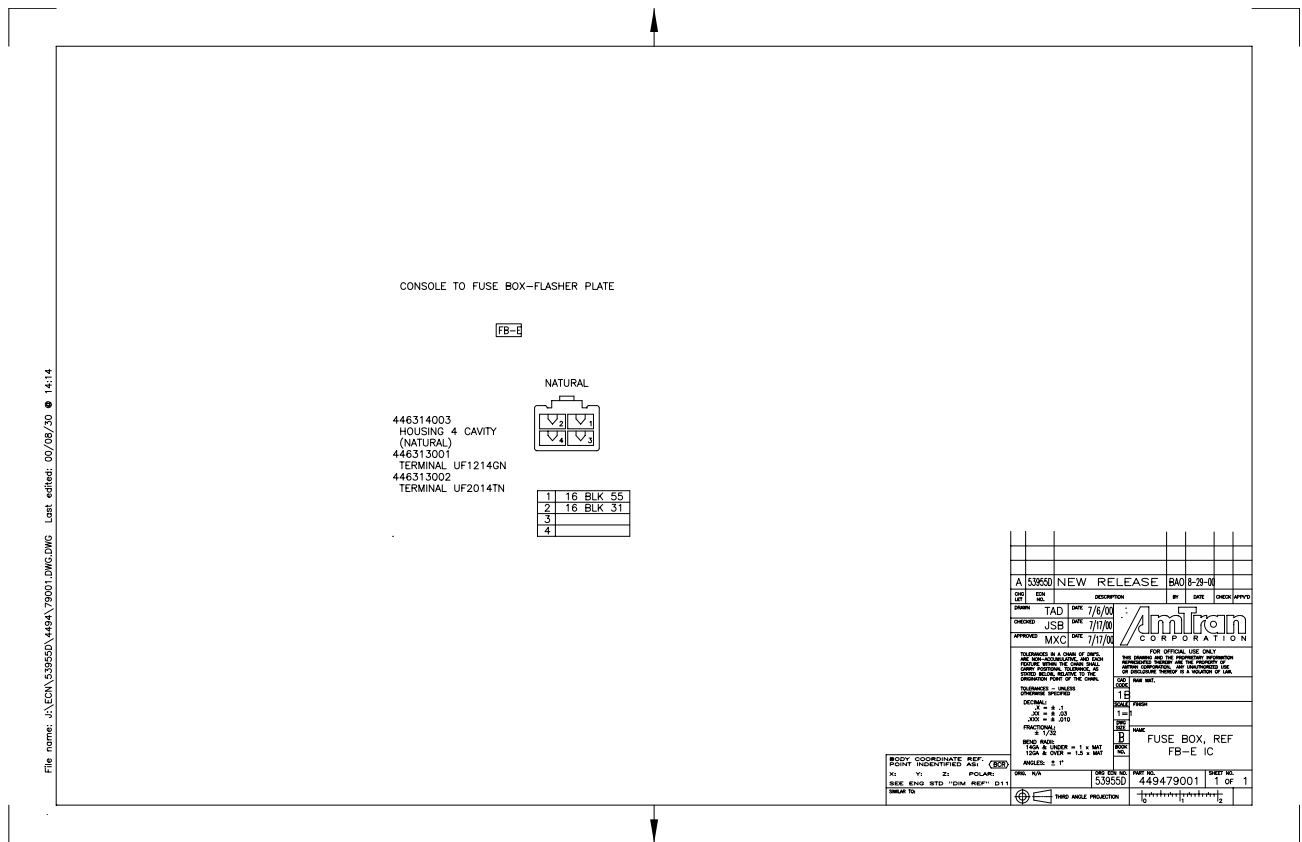 CONSOLE TO FUSE BOX-FLASHER PLATE
FB-E
NATURAL
2 1
4 3
446314003
HOUSING 4 CAVITY
(NATURAL)
446313001
TERMINAL UF1214GN
446313002
TERMINAL UF2014TN
1 16 BLK 55
2 16 BLK 31
3
4
File name: J:\ECN\53955D\4494\79001.DWG.DWG Last edited: 00/08/30 @ 14:14
A 53955D NEW RELEASE BAO 8-29-00
CHG LET ECN NO. DESCRIPTION BY DATE CHECK APPV'D
DRAWN TAD DATE 7/6/00
CHECKED JSB DATE 7/17/00
APPROVED MXC DATE 7/17/00
AmTran
CORPORATION
TOLERANCES IN A CHAIN OF DIM'S.
ARE NON-ACCUMULATIVE, AND EACH
FEATURE WITHIN THE CHAIN SHALL
CARRY POSITIONAL TOLERANCE, AS
STATED BELOW, RELATIVE TO THE
ORIGINATION POINT OF THE CHAIN.
TOLERANCES - UNLESS
OTHERWISE SPECIFIED
DECIMAL:
.X = ± .1
.XX = ± .03
.XXX = ± .010
FRACTIONAL:
± 1/32
BEND RADII:
14GA & UNDER = 1 x MAT
12GA & OVER = 1.5 x MAT
ANGLES: ± 1°
FOR OFFICIAL USE ONLY
THIS DRAWING AND THE PROPRIETARY INFORMATION
REPRESENTED THEREBY ARE THE PROPERTY OF
AMTRAN CORPORATION. ANY UNAUTHORIZED USE
OR DISCLOSURE THEREOF IS A VIOLATION OF LAW.
CAD CODE 1B
RAW MAT.
SCALE 1=1
FINISH
DWG SIZE B
BOOK NO.
NAME
FUSE BOX, REF
FB-E IC
BODY COORDINATE REF.
POINT INDENTIFIED AS: BCR
X: Y: Z: POLAR:
SEE ENG STD "DIM REF" D11
SIMILAR TO:
ORIG. N/A
ORG ECN NO. 53955D
PART NO. 449479001
SHEET NO. 1 OF 1
THIRD ANGLE PROJECTION
0 1 2